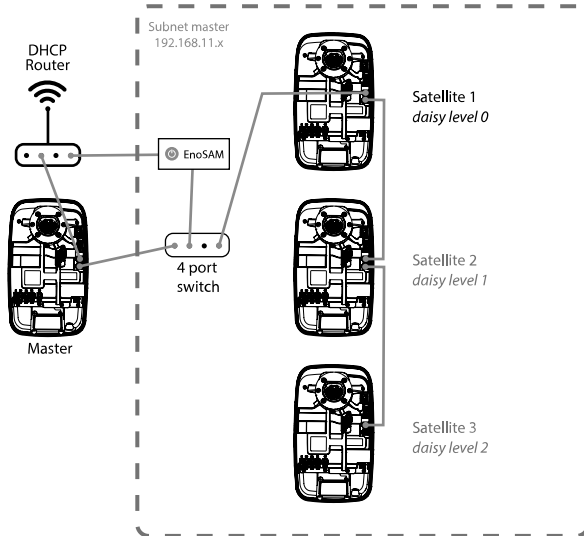 Subnet master
192.168.11.x
DHCP
Router
EnoSAM
4 port
switch
Master
Satellite 1
daisy level 0
Satellite 2
daisy level 1
Satellite 3
daisy level 2